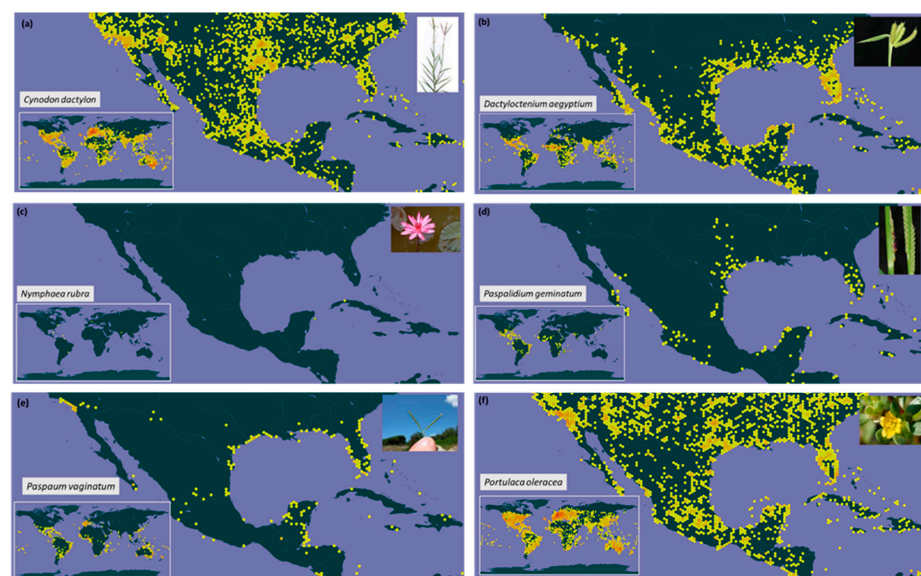 (a)
Cynodon dactylon
(b)
Dactyloctenium aegyptium
(c)
Nymphaea rubra
(d)
Paspalidium geminatum
(e)
Paspaum vaginatum
(f)
Portulaca oleracea